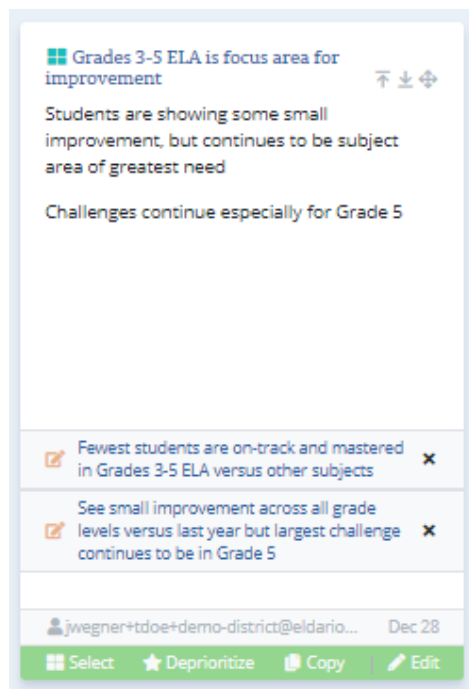 Grades 3-5 ELA is focus area for
improvement
Students are showing some small
improvement, but continues to be subject
area of greatest need
Challenges continue especially for Grade 5
Fewest students are on-track and mastered
in Grades 3-5 ELA versus other subjects
See small improvement across all grade
levels versus last year but largest challenge
continues to be in Grade 5
jwegner+tdoe+demo-district@eldario... Dec 28
Select Deprioritize Copy | Edit